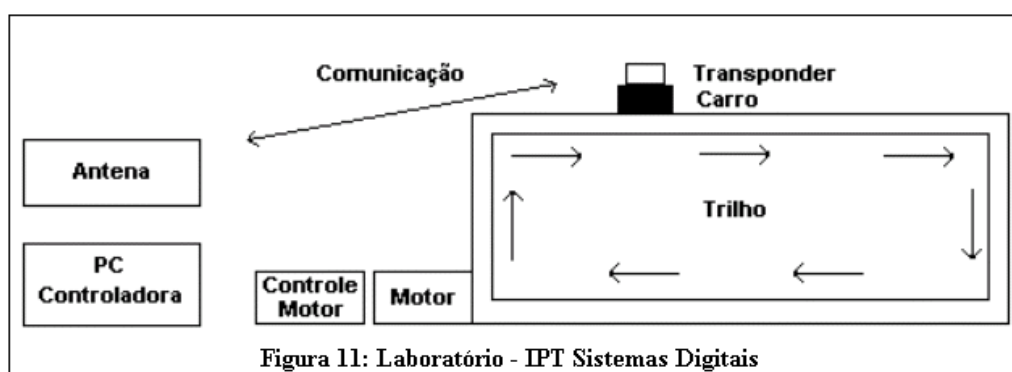 Comunicação
Transponder
Carro
Antena
Trilho
PC
Controladora
Controle
Motor
Motor
Figura 11: Laboratório - IPT Sistemas Digitais